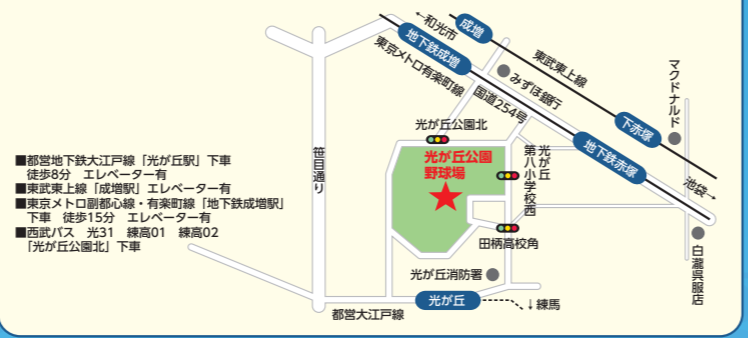 ■都営地下鉄大江戸線「光が丘駅」下車
徒歩8分　エレベーター有
■東武東上線「成増駅」エレベーター有
■東京メトロ副都心線・有楽町線「地下鉄成増駅」
下車　徒歩15分　エレベーター有
■西武バス　光31　練高01　練高02
「光が丘公園北」下車
←和光市
成増
地下鉄成増
東京メトロ有楽町線
東武東上線
みずほ銀行
国道254号
マクドナルド
下赤塚
地下鉄赤塚
池袋→
白瀧呉服店
笹目通り
光が丘公園北
光が丘公園
野球場
光が丘
第八小学校西
田柄高校角
光が丘消防署
光が丘
都営大江戸線
↓練馬